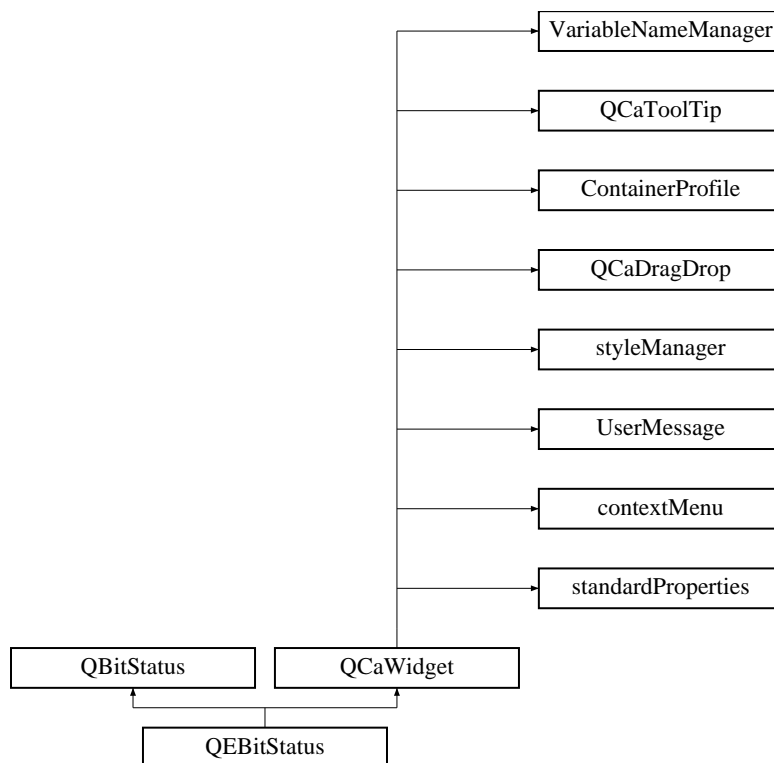 VariableNameManager
QCaToolTip
ContainerProfile
QCaDragDrop
styleManager
UserMessage
contextMenu
standardProperties
QBitStatus
QCaWidget
QEBitStatus